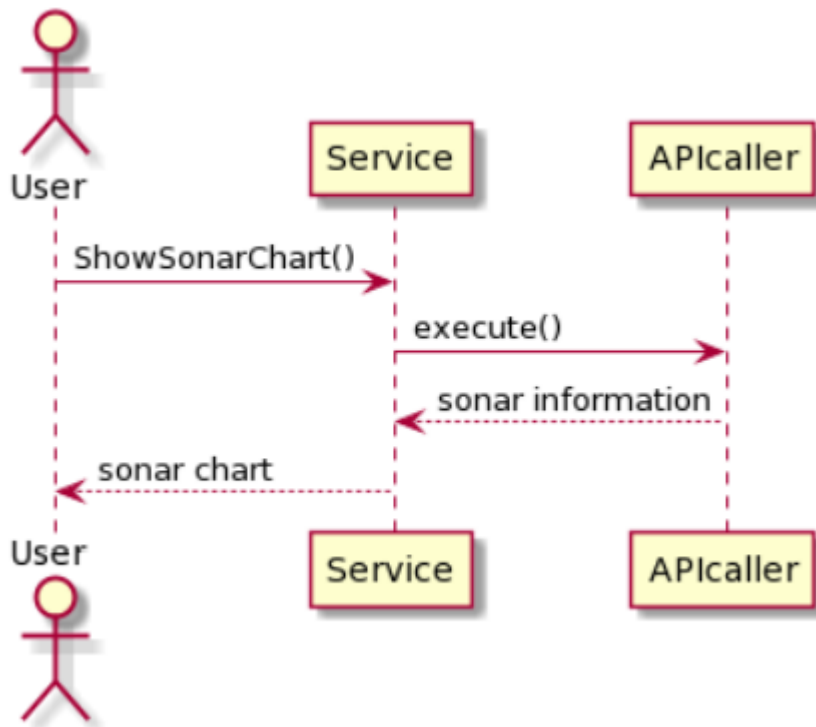 User
Service
APIcaller
ShowSonarChart()
execute()
sonar information
sonar chart
User
Service
APIcaller